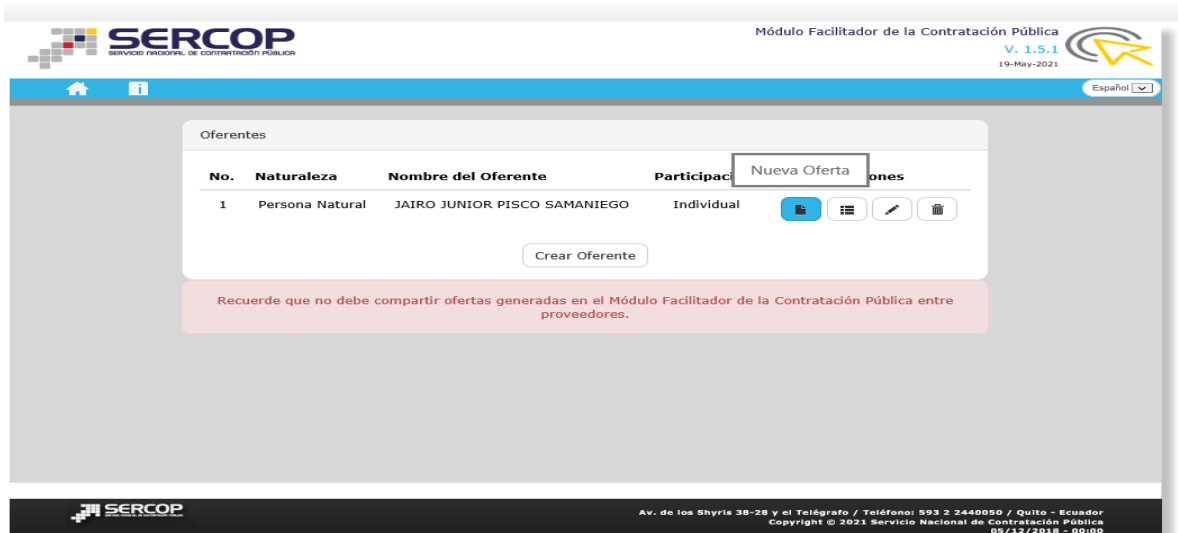 SERCOP
SERVICIO NACIONAL DE CONTRATACIÓN PÚBLICA
Módulo Facilitador de la Contratación Pública
V. 1.5.1
19-May-2021
Español
Oferentes
No. Naturaleza Nombre del Oferente Participaci ones
Nueva Oferta
1 Persona Natural JAIRO JUNIOR PISCO SAMANIEGO Individual
Crear Oferente
Recuerde que no debe compartir ofertas generadas en el Módulo Facilitador de la Contratación Pública entre
proveedores.
SERCOP
Av. de los Shyris 38-28 y el Telégrafo / Teléfono: 593 2 2440050 / Quito - Ecuador
Copyright © 2021 Servicio Nacional de Contratación Pública
05/12/2018 - 00:00